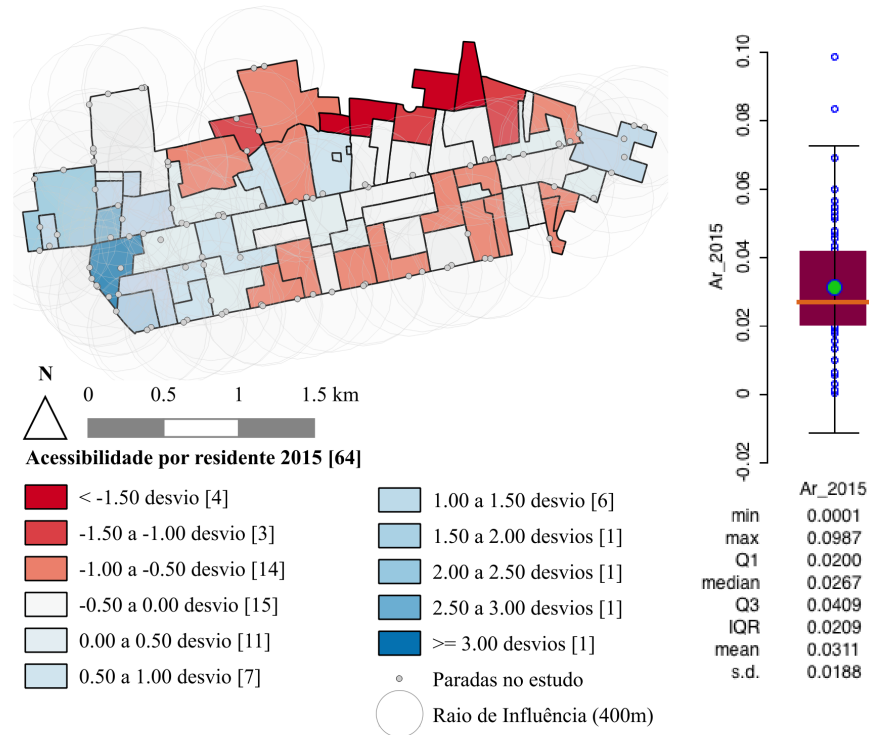 0.10
0.08
0.06
0.04
0.02
0
-0.02
Ar_2015
N
0 0.5 1 1.5 km
Acessibilidade por residente 2015 [64]
< -1.50 desvio [4]
-1.50 a -1.00 desvio [3]
-1.00 a -0.50 desvio [14]
-0.50 a 0.00 desvio [15]
0.00 a 0.50 desvio [11]
0.50 a 1.00 desvio [7]
1.00 a 1.50 desvio [6]
1.50 a 2.00 desvios [1]
2.00 a 2.50 desvios [1]
2.50 a 3.00 desvios [1]
>= 3.00 desvios [1]
Paradas no estudo
Raio de Influência (400m)
Ar_2015
min 0.0001
max 0.0987
Q1 0.0200
median 0.0267
Q3 0.0409
IQR 0.0209
mean 0.0311
s.d. 0.0188